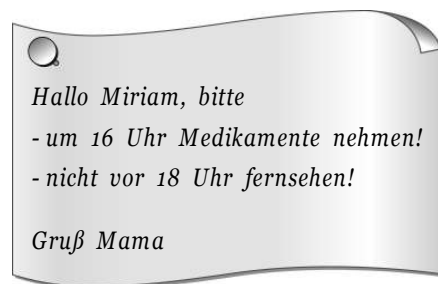 Hallo Miriam, bitte
- um 16 Uhr Medikamente nehmen!
- nicht vor 18 Uhr fernsehen!
Gruß Mama